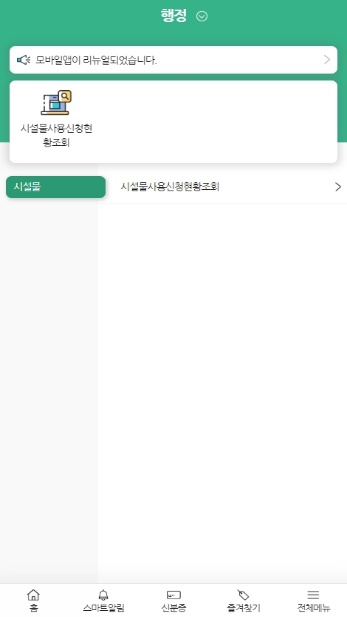 행정
모바일앱이 리뉴얼되었습니다.
시설물사용신청현
황조회
시설물
시설물사용신청현황조회
홈
스마트알림
신분증
즐겨찾기
전체메뉴